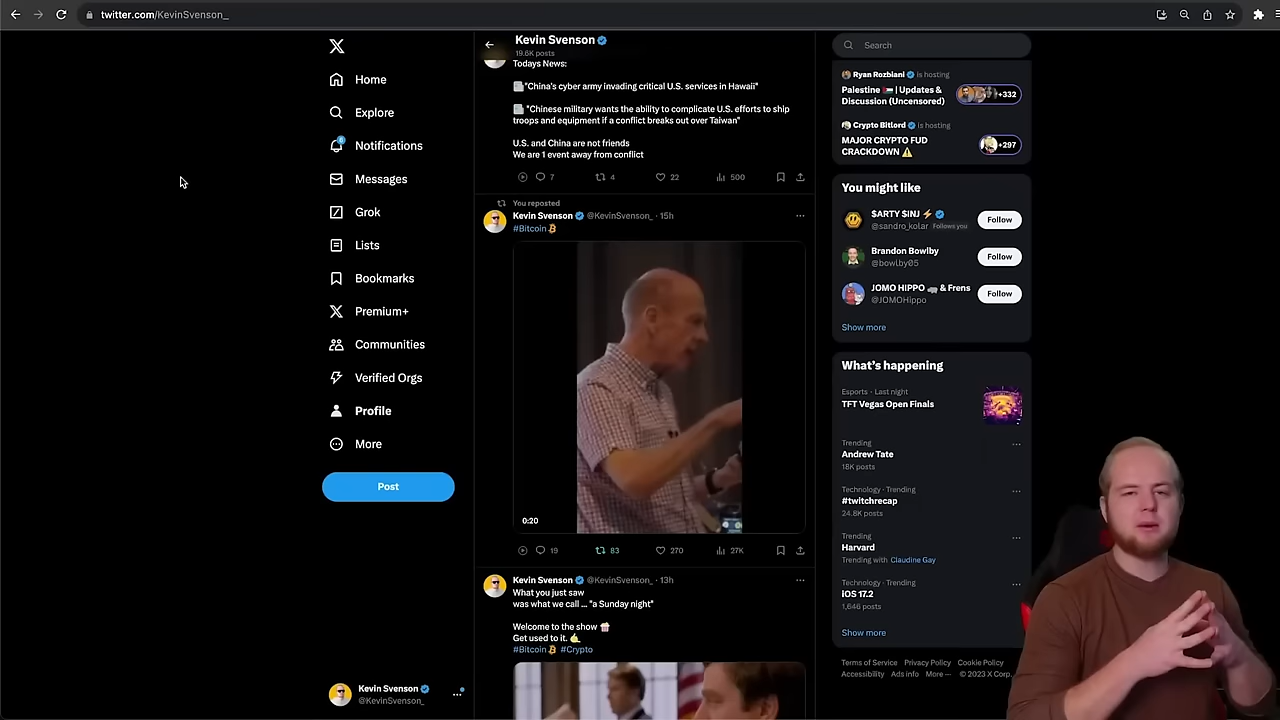 twitter.com/KevinSvenson_
Home
Explore
8
Notifications
Messages
Grok
Lists
Bookmarks
Premium+
Communities
Verified Orgs
Profile
More
Post
Kevin Svenson
@KevinSvenson_
Kevin Svenson
19.6K posts
Todays News:
"China's cyber army invading critical U.S. services in Hawaii"
"Chinese military wants the ability to complicate U.S. efforts to ship
troops and equipment if a conflict breaks out over Taiwan"
U.S. and China are not friends
We are 1 event away from conflict
7 4 22 500
You reposted
Kevin Svenson @KevinSvenson_ · 15h
#Bitcoin
0:20
19 83 270 27K
Kevin Svenson @KevinSvenson_ · 13h
What you just saw
was what we call ... "a Sunday night"
Welcome to the show
Get used to it.
#Bitcoin #Crypto
Search
Ryan Rozbiani is hosting
Palestine | Updates &
Discussion (Uncensored)
+332
Crypto Bitlord is hosting
MAJOR CRYPTO FUD
CRACKDOWN
+297
You might like
$ARTY $INJ
@sandro_kolar Follows you
Follow
Brandon Bowlby
@bowlby05
Follow
JOMO HIPPO & Frens
@JOMOHippo
Follow
Show more
What's happening
Esports · Last night
TFT Vegas Open Finals
Trending
Andrew Tate
18K posts
Technology · Trending
#twitchrecap
24.8K posts
Trending
Harvard
Trending with Claudine Gay
Technology · Trending
iOS 17.2
1,646 posts
Show more
Terms of Service Privacy Policy Cookie Policy
Accessibility Ads info More ··· © 2023 X Corp.